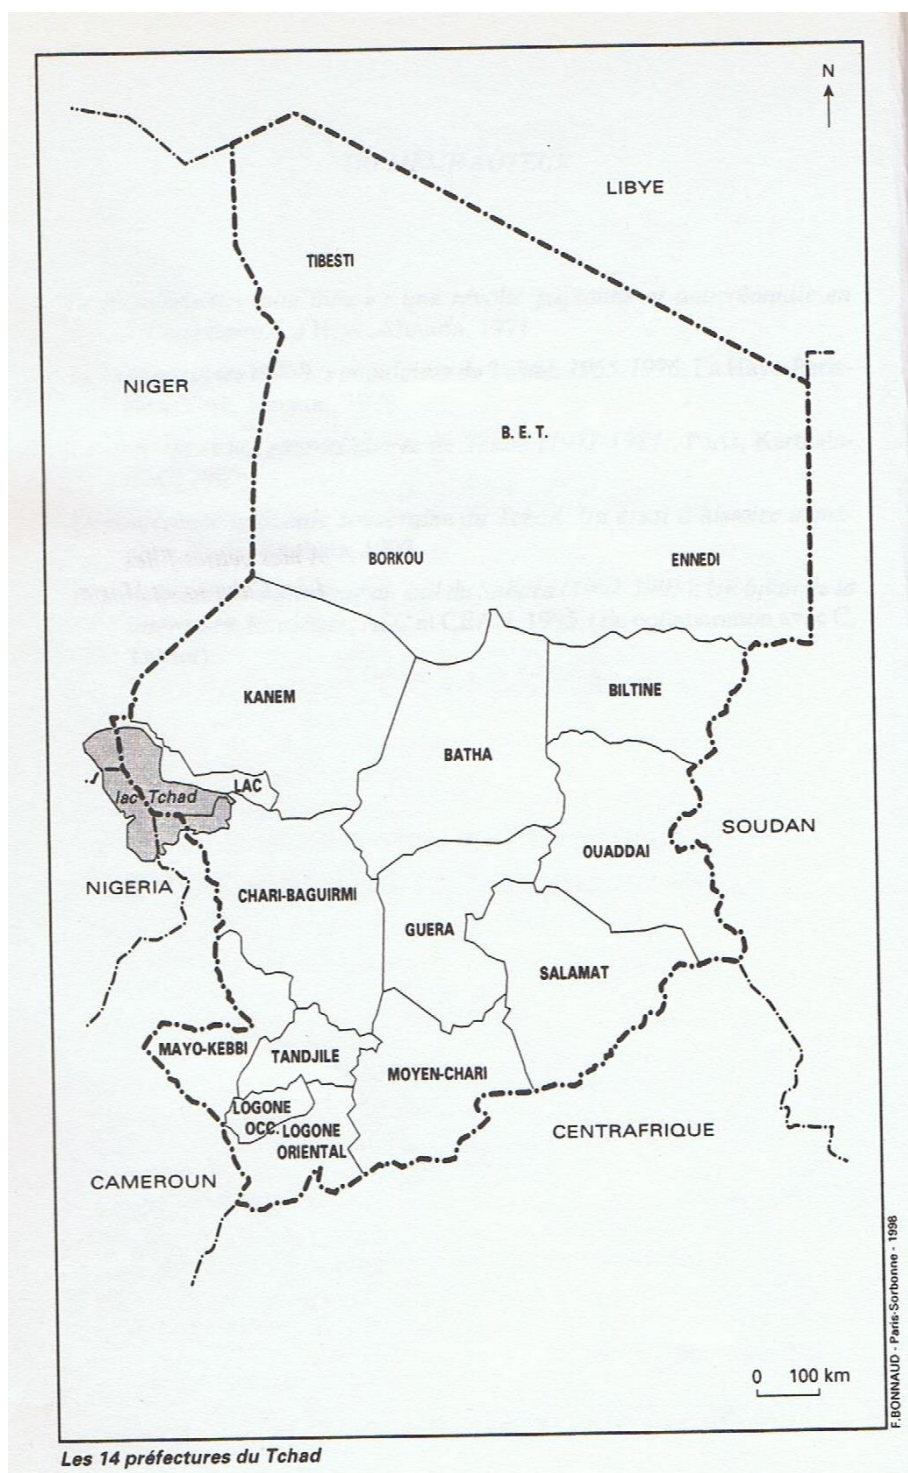 N
LIBYE
TIBESTI
NIGER
B. E. T.
BORKOU
ENNEDI
KANEM
BILTINE
BATHA
LAC
lac Tchad
SOUDAN
OUADDAI
NIGERIA
CHARI-BAGUIRMI
GUERA
SALAMAT
MAYO-KEBBI
TANDJILE
MOYEN-CHARI
LOGONE
OCC.
LOGONE
ORIENTAL
CENTRAFRIQUE
CAMEROUN
0 100 km
F.BONNAUD - Paris-Sorbonne - 1998
Les 14 préfectures du Tchad